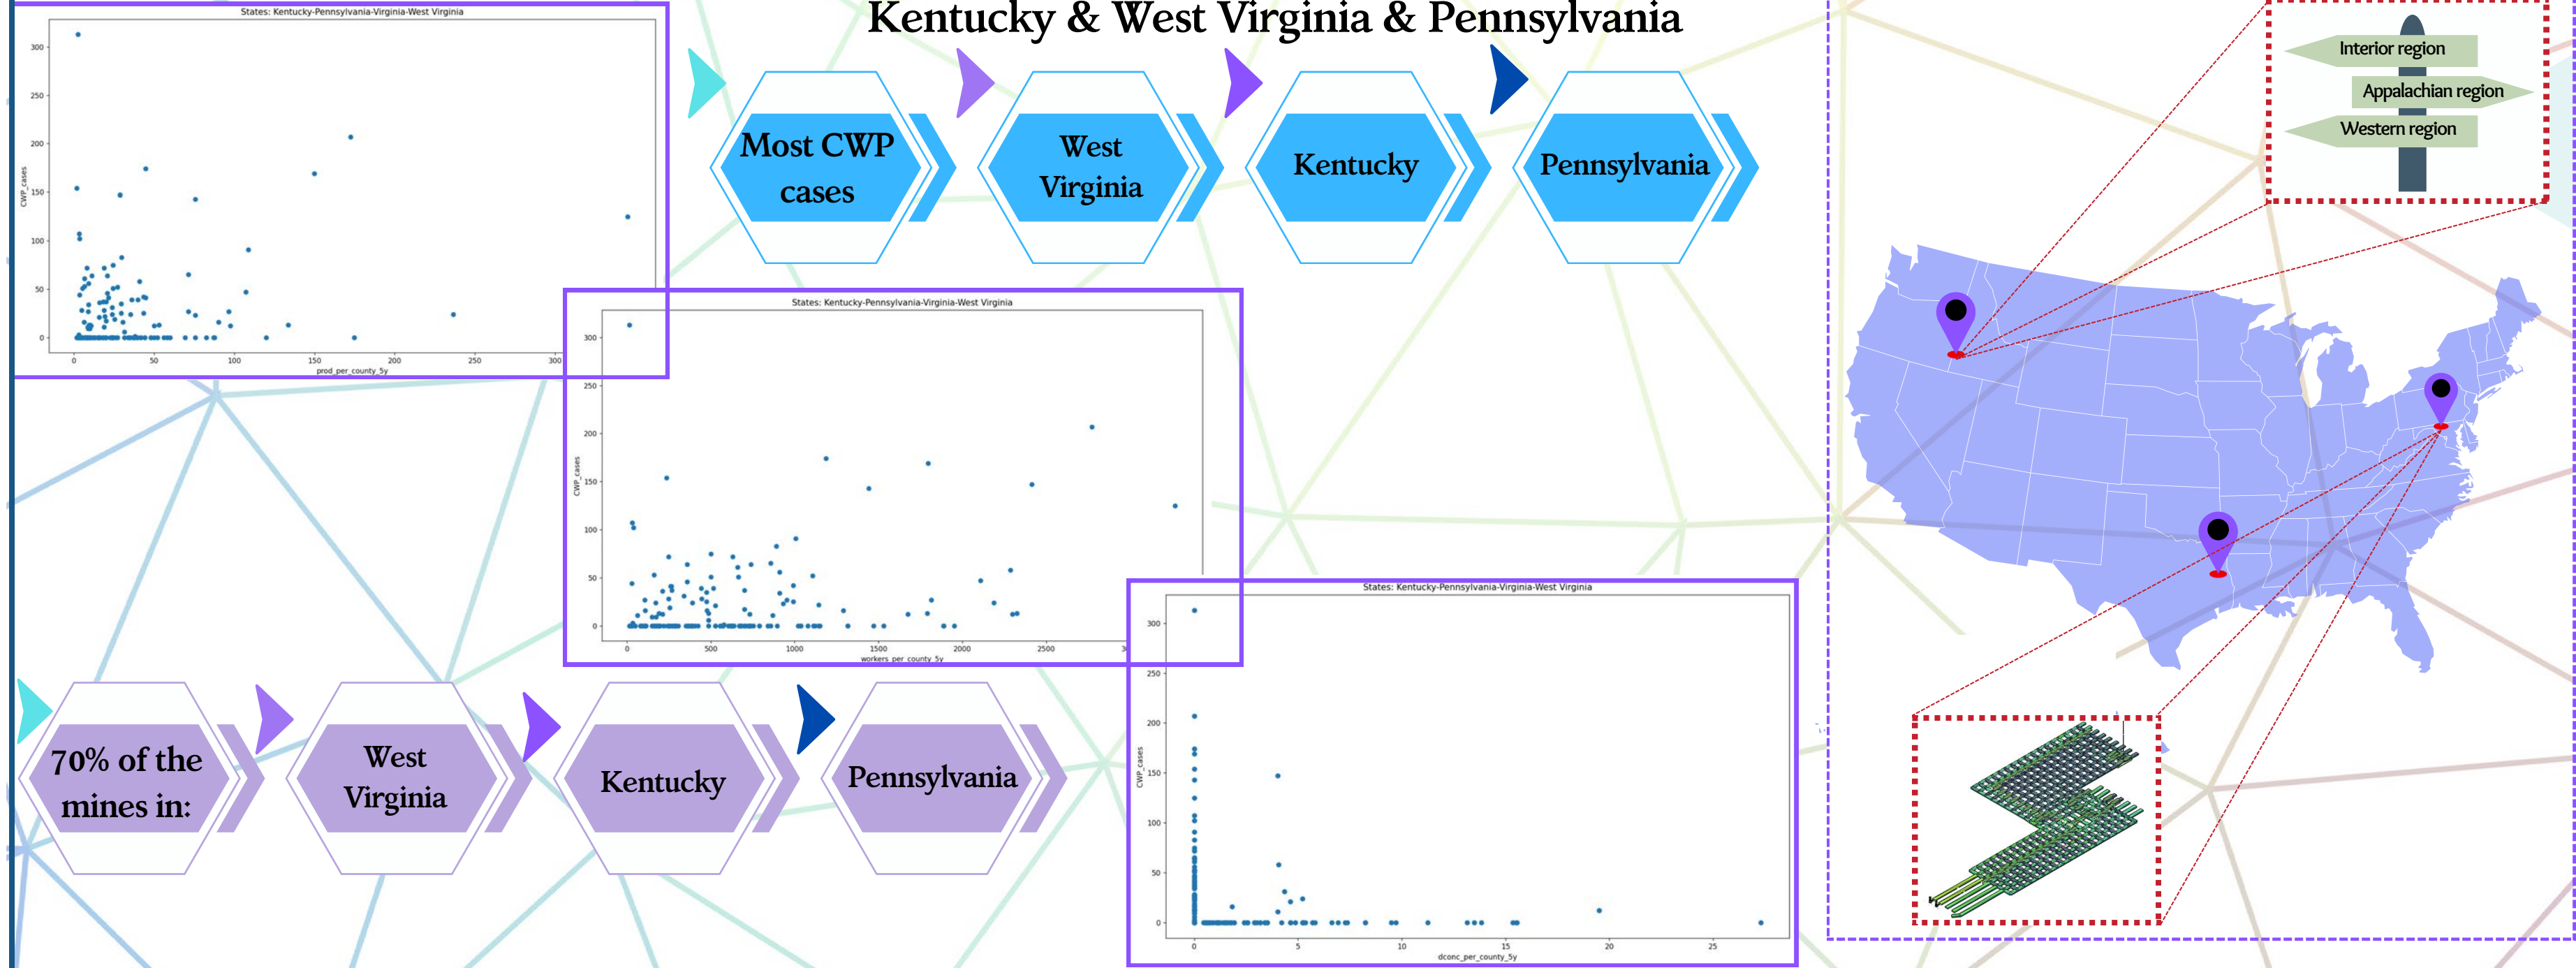 Kentucky & West Virginia & Pennsylvania
States: Kentucky-Pennsylvania-Virginia-West Virginia
300
250
200
150
100
50
0
CWP_cases
0 50 100 150 200 250 300
prod_per_county_5y
Most CWP
cases
West
Virginia
Kentucky
Pennsylvania
Interior region
Appalachian region
Western region
States: Kentucky-Pennsylvania-Virginia-West Virginia
300
250
200
150
100
50
0
CWP_cases
0 500 1000 1500 2000 2500
workers_per_county_5y
States: Kentucky-Pennsylvania-Virginia-West Virginia
300
250
200
150
100
50
0
CWP_cases
0 5 10 15 20 25
dconc_per_county_5y
70% of the
mines in:
West
Virginia
Kentucky
Pennsylvania